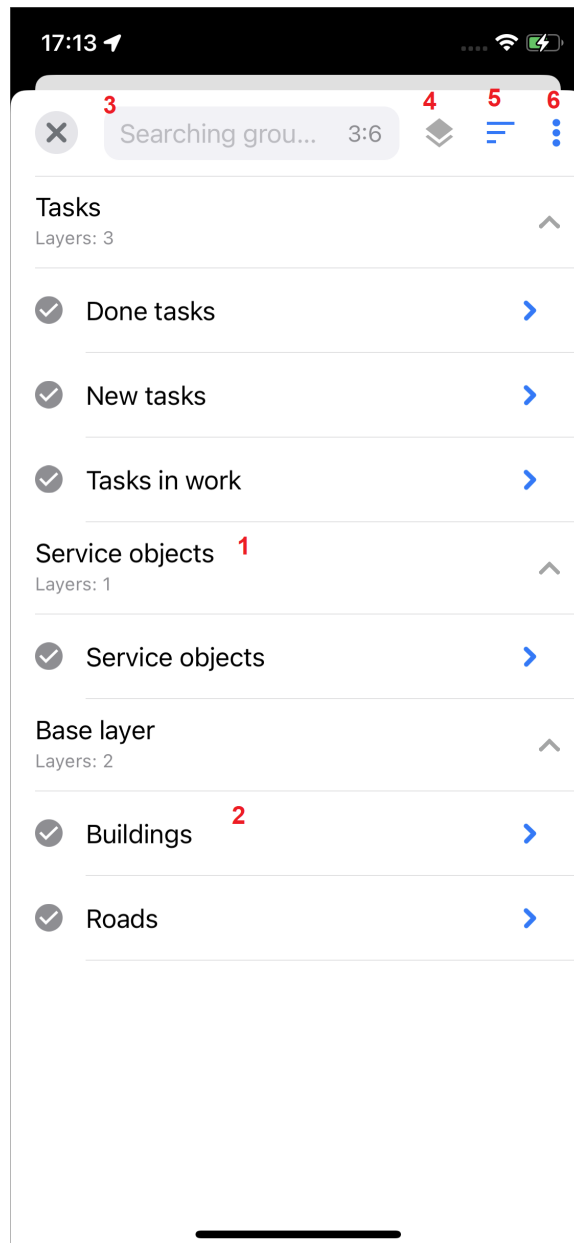 17:13
3 4 5 6
Searching grou... 3:6
Tasks
Layers: 3
Done tasks
New tasks
Tasks in work
Service objects 1
Layers: 1
Service objects
Base layer
Layers: 2
2
Buildings
Roads